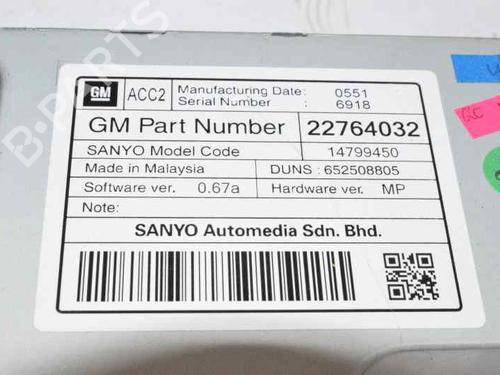 GM
ACC2
Manufacturing Date: 0551
Serial Number : 6918
GM Part Number 22764032
SANYO Model Code 14799450
Made in Malaysia DUNS : 652508805
Software ver. 0.67a Hardware ver. MP
Note:
SANYO Automedia Sdn. Bhd.
B-PARTS